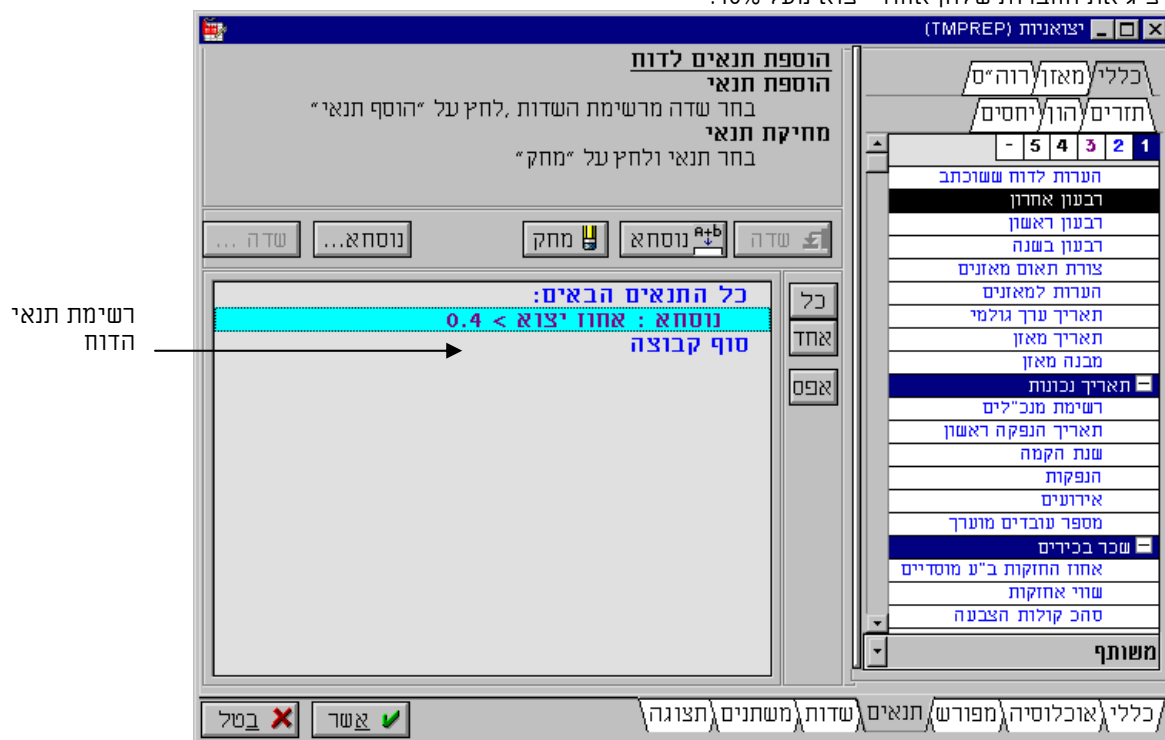 יצואניות (TMPREP)
כללי מאזן רוה״ס
תזרים הון יחסים
1 2 3 4 5 -
הערות לדוח ששוכתב
רבעון אחרון
רבעון ראשון
רבעון בשנה
צורת תאום מאזנים
הערות למאזנים
תאריך ערך גולמי
תאריך מאזן
מבנה מאזן
תאריך נכונות
רשימת מנכ"לים
תאריך הנפקה ראשון
שנת הקמה
הנפקות
אירועים
מספר עובדים מוערך
שכר בכירים
אחוז החזקות ב"ע מוסדיים
שווי אחזקות
סהכ קולות הצבעה
משותף
הוספת תנאים לדוח
הוספת תנאי
בחר שדה מרשימת השדות ,לחץ על ״הוסף תנאי״
מחיקת תנאי
בחר תנאי ולחץ על ״מחק״
שדה נוסחא מחק נוסחא... שדה ...
כל
אחד
אפס
כל התנאים הבאים:
נוסחא : אחוז יצוא > 0.4
סוף קבוצה
רשימת תנאי
הדוח
כללי אוכלוסיה מפורש תנאים שדות משתנים תצוגה
אשר בטל